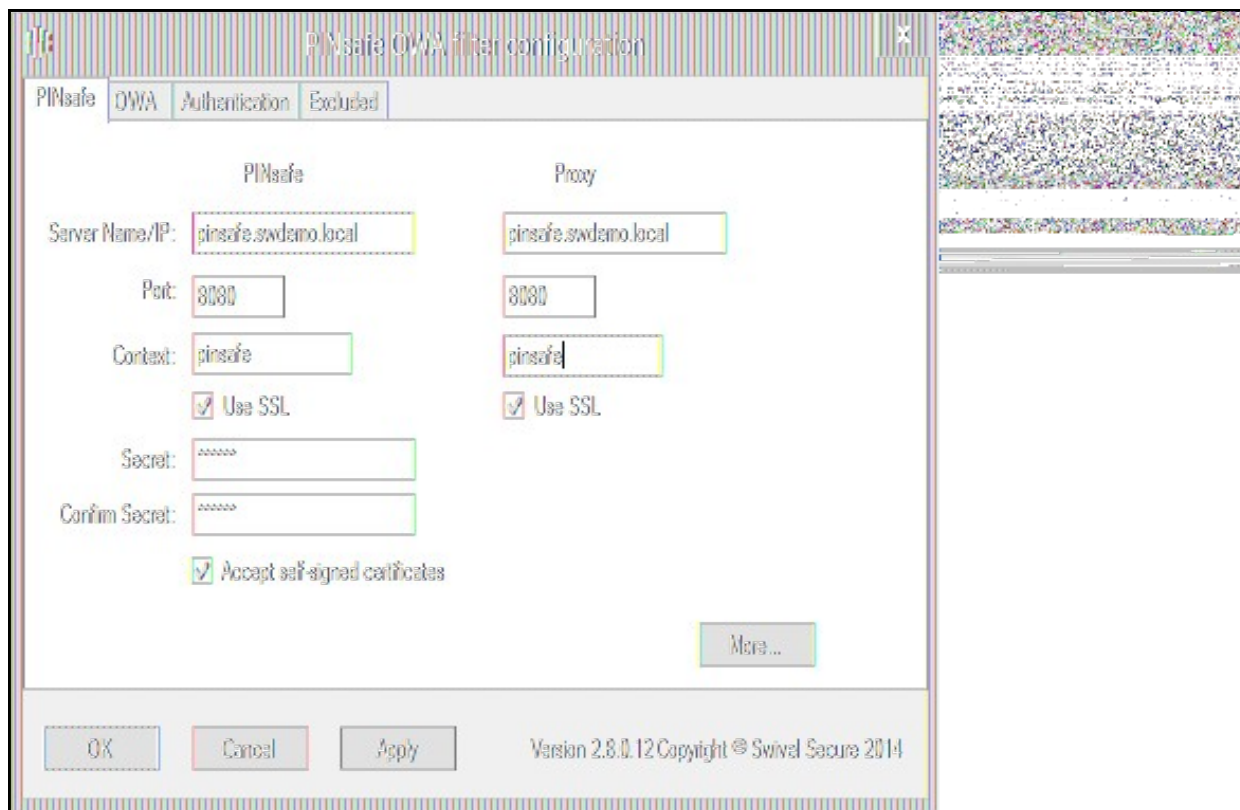 PINsafe OWA filter configuration
PINsafe OWA Authentication Excluded
PINsafe Proxy
Server Name/IP: pinsafe.swdemo.local pinsafe.swdemo.local
Port: 8080 8080
Context: pinsafe pinsafe
Use SSL Use SSL
Secret: ******
Confirm Secret: ******
Accept self-signed certificates
More...
OK Cancel Apply Version 2.8.0.12 Copyright © Swivel Secure 2014